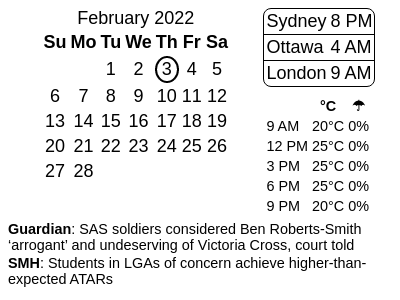 February 2022
Su Mo Tu We Th Fr Sa
1 2 3 4 5
6 7 8 9 10 11 12
13 14 15 16 17 18 19
20 21 22 23 24 25 26
27 28
Sydney 8 PM
Ottawa 4 AM
London 9 AM
°C ☂
9 AM 20°C 0%
12 PM 25°C 0%
3 PM 25°C 0%
6 PM 25°C 0%
9 PM 20°C 0%
Guardian: SAS soldiers considered Ben Roberts-Smith
‘arrogant’ and undeserving of Victoria Cross, court told
SMH: Students in LGAs of concern achieve higher-than-
expected ATARs